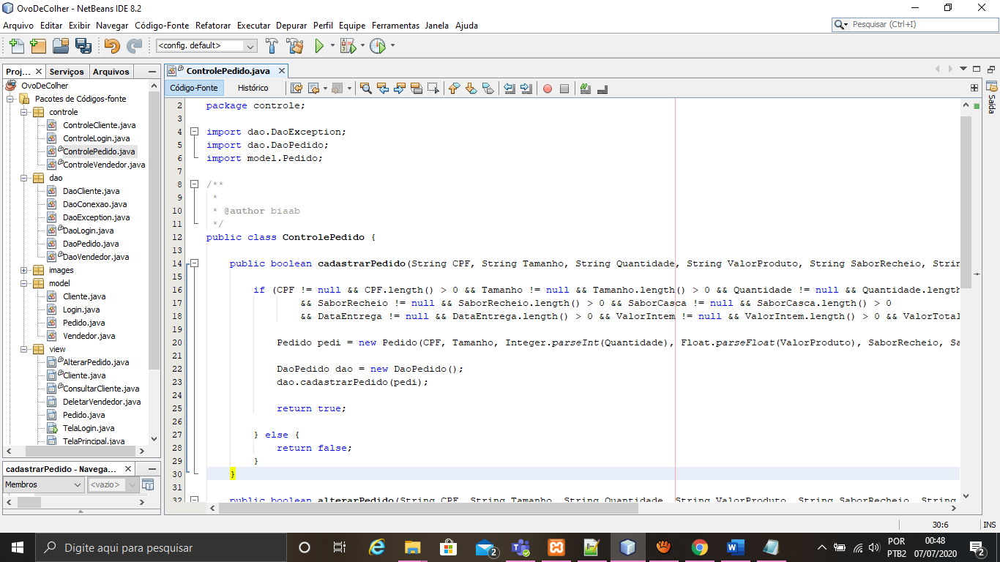 OvoDeColher - NetBeans IDE 8.2
Arquivo Editar Exibir Navegar Código-Fonte Refatorar Executar Depurar Perfil Equipe Ferramentas Janela Ajuda
Pesquisar (Ctrl+I)
<config. default>
Proj... Serviços Arquivos
ControlePedido.java
OvoDeColher
Pacotes de Códigos-fonte
controle
ControleCliente.java
ControleLogin.java
ControlePedido.java
ControleVendedor.java
dao
DaoCliente.java
DaoConexao.java
DaoException.java
DaoLogin.java
DaoPedido.java
DaoVendedor.java
images
model
Cliente.java
Login.java
Pedido.java
Vendedor.java
view
AlterarPedido.java
Cliente.java
ConsultarCliente.java
DeletarVendedor.java
Pedido.java
TelaLogin.java
TelaPrincipal.java
cadastrarPedido - Navega...
Membros <vazio>
Código-Fonte Histórico
Saída
2 package controle;
3
4 import dao.DaoException;
5 import dao.DaoPedido;
6 import model.Pedido;
7
8 /**
9 *
10 * @author biaab
11 */
12 public class ControlePedido {
13
14 public boolean cadastrarPedido(String CPF, String Tamanho, String Quantidade, String ValorProduto, String SaborRecheio, Strin
15
16 if (CPF != null && CPF.length() > 0 && Tamanho != null && Tamanho.length() > 0 && Quantidade != null && Quantidade.length
17 && SaborRecheio != null && SaborRecheio.length() > 0 && SaborCasca != null && SaborCasca.length() > 0
18 && DataEntrega != null && DataEntrega.length() > 0 && ValorIntem != null && ValorIntem.length() > 0 && ValorTotal
19
20 Pedido pedi = new Pedido(CPF, Tamanho, Integer.parseInt(Quantidade), Float.parseFloat(ValorProduto), SaborRecheio, Sa
21
22 DaoPedido dao = new DaoPedido();
23 dao.cadastrarPedido(pedi);
24
25 return true;
26
27 } else {
28 return false;
29 }
30 }
31
32 public boolean alterarPedido(String CPF, String Tamanho, String Quantidade, String ValorProduto, String SaborRecheio, String
30:6 INS
Digite aqui para pesquisar
2
POR
PTB2
00:48
07/07/2020
2